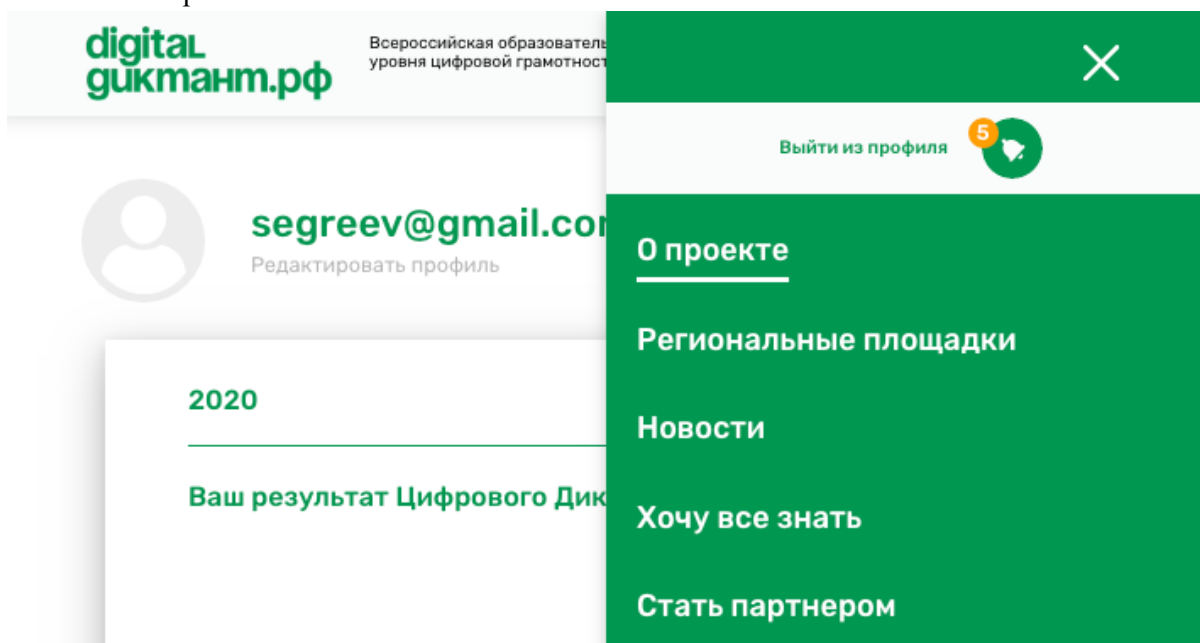 digital
диктант.рф
Всероссийская образователь
уровня цифровой грамотност
Выйти из профиля
5
segreev@gmail.co
Редактировать профиль
О проекте
Региональные площадки
2020
Новости
Ваш результат Цифрового Дик
Хочу все знать
Стать партнером